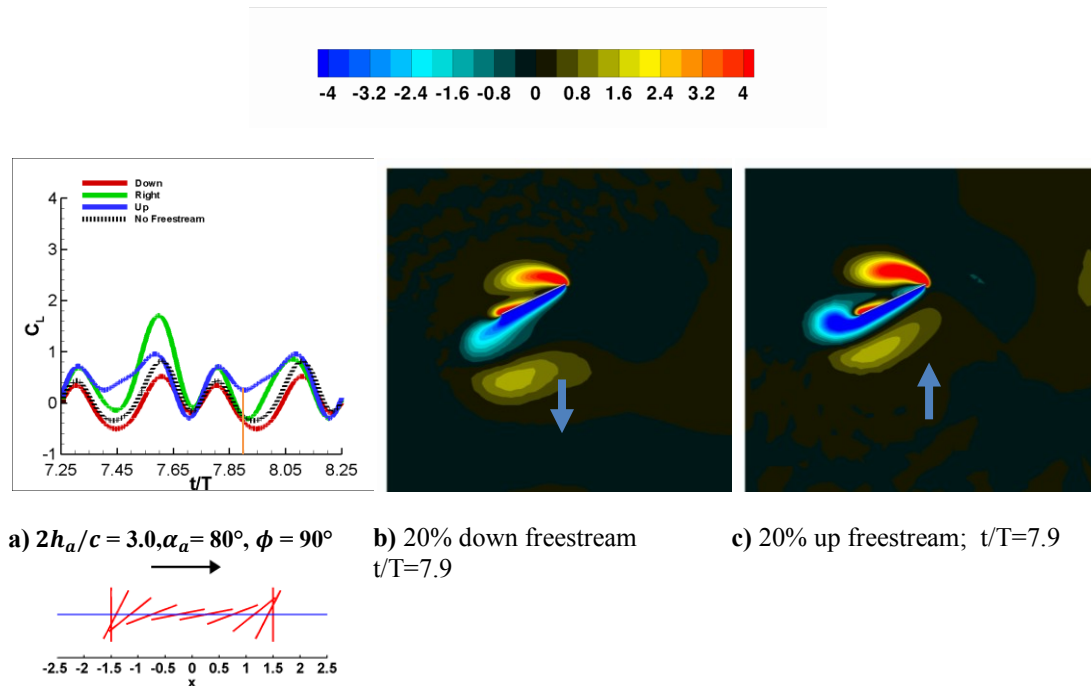 -4 -3.2 -2.4 -1.6 -0.8 0 0.8 1.6 2.4 3.2 4
Down
Right
Up
No Freestream
4
3
2
1
0
-1
C_L
7.25 7.45 7.65 7.85 8.05 8.25
t/T
a) 2h_a/c = 3.0,α_a= 80°, ϕ = 90°
b) 20% down freestream
t/T=7.9
c) 20% up freestream; t/T=7.9
-2.5 -2 -1.5 -1 -0.5 0 0.5 1 1.5 2 2.5
x